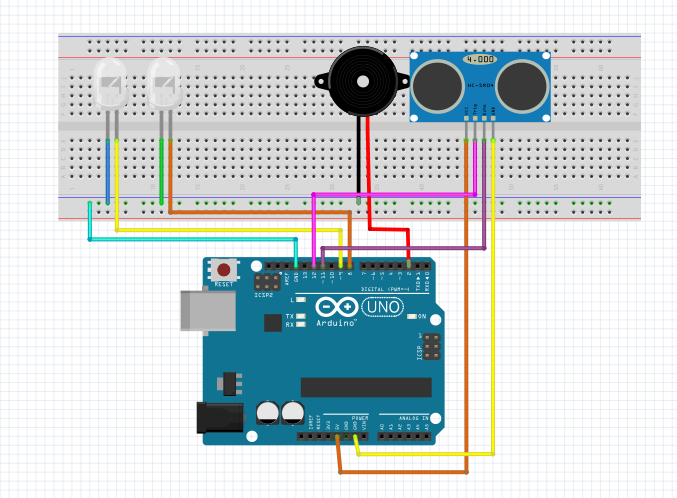 4.000
HC-SR04
VCC
Trig
Echo
GND
RESET
ICSP2
AREF
GND
13
12
~11
~10
~9
8
7
~6
~5
4
~3
2
TX▶1
RX◀0
DIGITAL (PWM=~)
L
TX
RX
Arduino
UNO
ON
ICSP
1
IOREF
RESET
3V3
5V
GND
GND
VIN
POWER
ANALOG IN
A0
A1
A2
A3
A4
A5